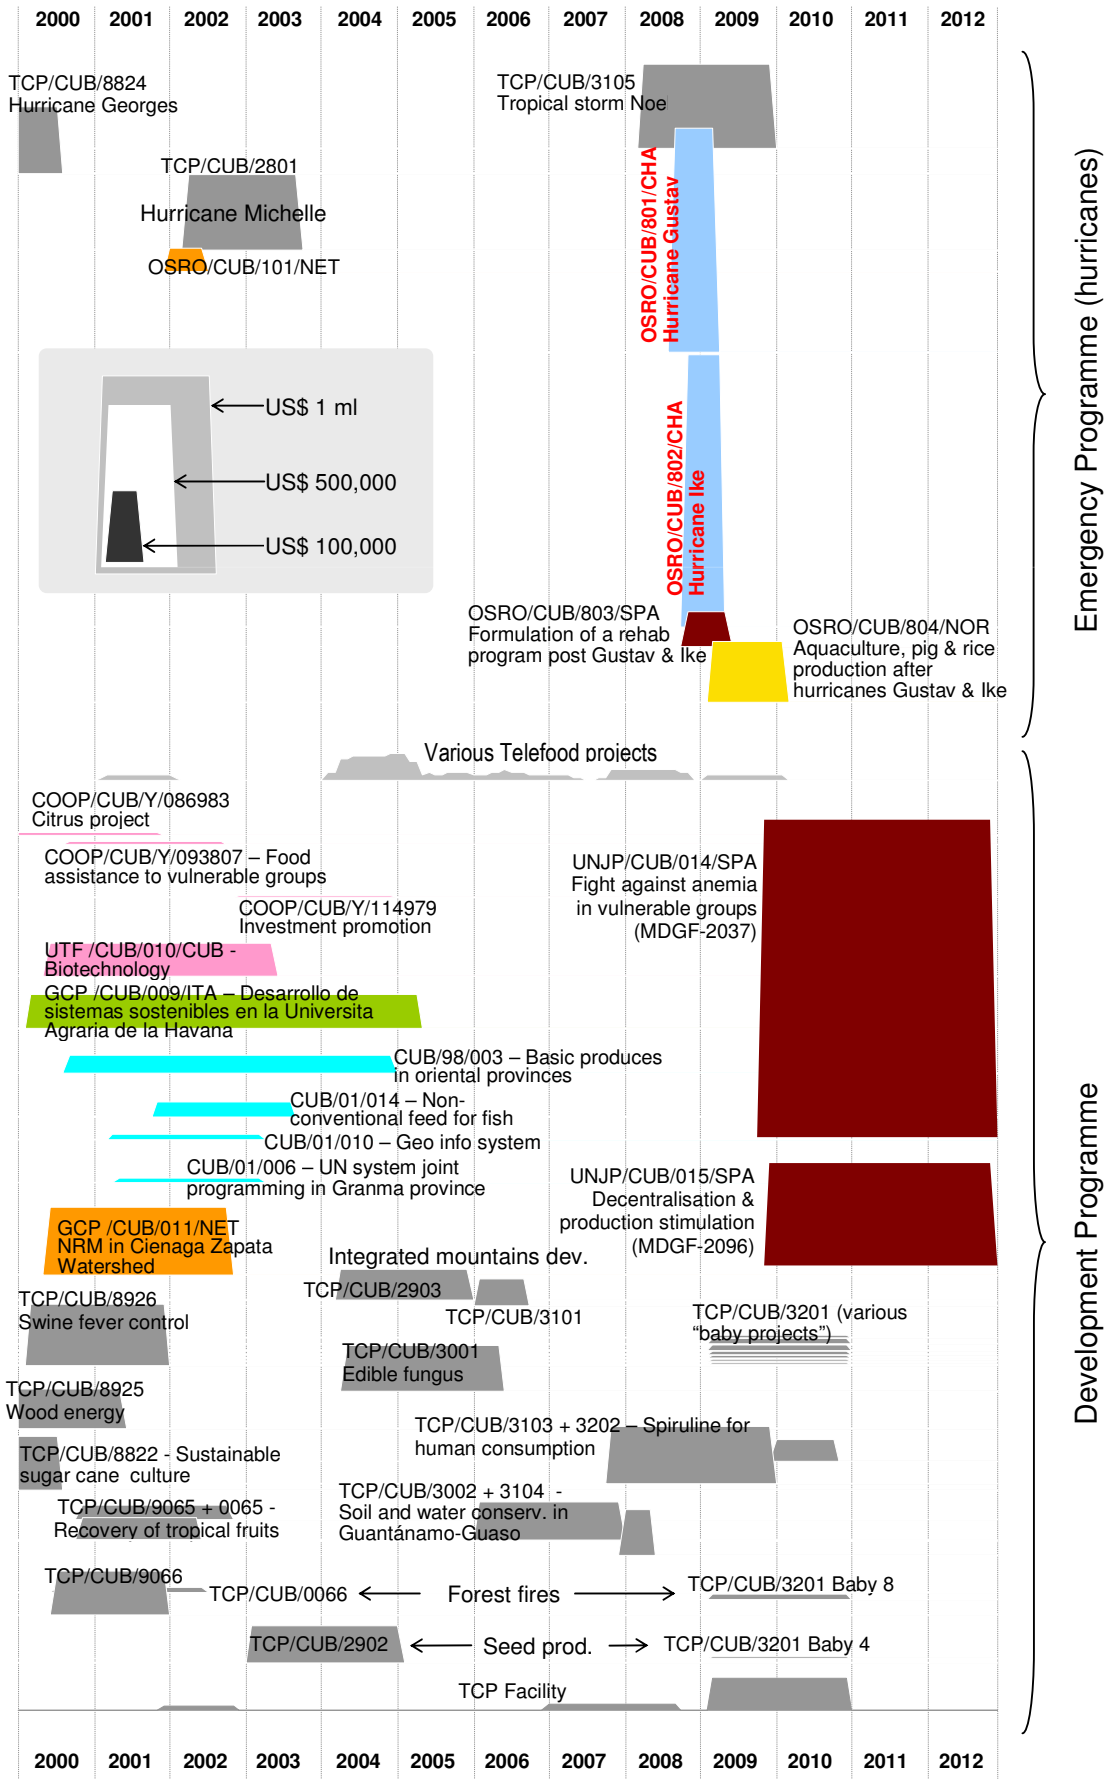 2000 2001 2002 2003 2004 2005 2006 2007 2008 2009 2010 2011 2012
TCP/CUB/8824
Hurricane Georges
TCP/CUB/3105
Tropical storm Noel
TCP/CUB/2801
Hurricane Michelle
OSRO/CUB/101/NET
OSRO/CUB/801/CHA
Hurricane Gustav
US$ 1 ml
US$ 500,000
US$ 100,000
OSRO/CUB/802/CHA
Hurricane Ike
OSRO/CUB/803/SPA
Formulation of a rehab
program post Gustav & Ike
OSRO/CUB/804/NOR
Aquaculture, pig & rice
production after
hurricanes Gustav & Ike
Emergency Programme (hurricanes)
Various Telefood projects
COOP/CUB/Y/086983
Citrus project
COOP/CUB/Y/093807 – Food
assistance to vulnerable groups
COOP/CUB/Y/114979
Investment promotion
UNJP/CUB/014/SPA
Fight against anemia
in vulnerable groups
(MDGF-2037)
UTF /CUB/010/CUB -
Biotechnology
GCP /CUB/009/ITA – Desarrollo de
sistemas sostenibles en la Universita
Agraria de la Havana
CUB/98/003 – Basic produces
in oriental provinces
CUB/01/014 – Non-
conventional feed for fish
CUB/01/010 – Geo info system
CUB/01/006 – UN system joint
programming in Granma province
UNJP/CUB/015/SPA
Decentralisation &
production stimulation
(MDGF-2096)
GCP /CUB/011/NET
NRM in Cienaga Zapata
Watershed
Integrated mountains dev.
TCP/CUB/2903
TCP/CUB/3101
TCP/CUB/8926
Swine fever control
TCP/CUB/3201 (various
“baby projects”)
TCP/CUB/3001
Edible fungus
TCP/CUB/8925
Wood energy
TCP/CUB/3103 + 3202 – Spiruline for
human consumption
TCP/CUB/8822 - Sustainable
sugar cane culture
TCP/CUB/3002 + 3104 -
Soil and water conserv. in
Guantánamo-Guaso
TCP/CUB/9065 + 0065 -
Recovery of tropical fruits
TCP/CUB/9066
TCP/CUB/0066
Forest fires
TCP/CUB/3201 Baby 8
TCP/CUB/2902
Seed prod.
TCP/CUB/3201 Baby 4
TCP Facility
Development Programme
2000 2001 2002 2003 2004 2005 2006 2007 2008 2009 2010 2011 2012